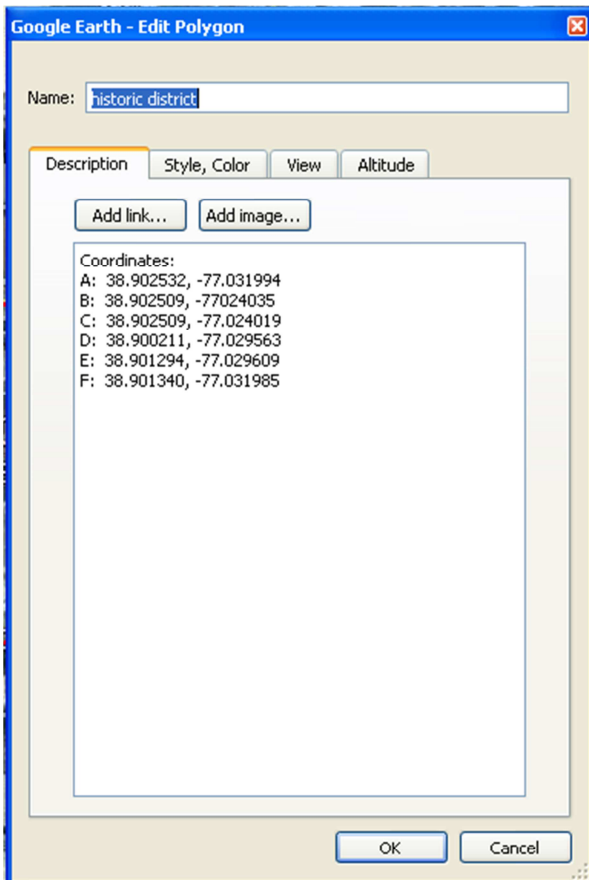 Google Earth - Edit Polygon
Name: historic district
Description Style, Color View Altitude
Add link... Add image...
Coordinates:
A: 38.902532, -77.031994
B: 38.902509, -77024035
C: 38.902509, -77.024019
D: 38.900211, -77.029563
E: 38.901294, -77.029609
F: 38.901340, -77.031985
OK Cancel